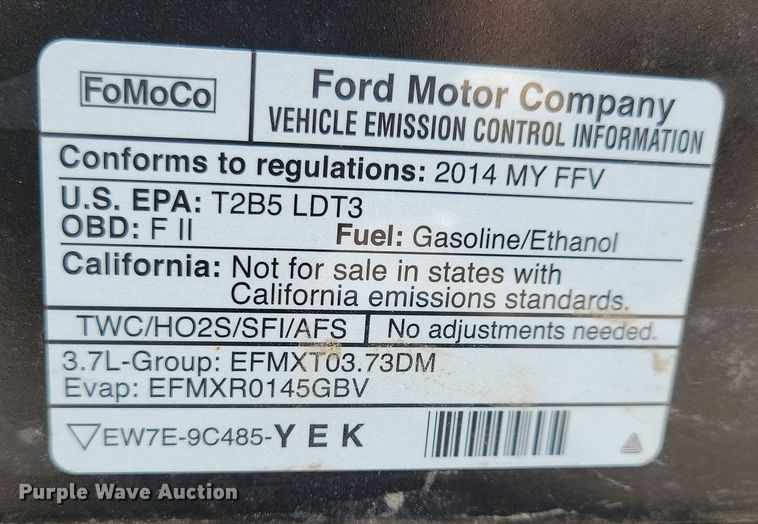 FoMoCo
Ford Motor Company
VEHICLE EMISSION CONTROL INFORMATION
Conforms to regulations: 2014 MY FFV
U.S. EPA: T2B5 LDT3
OBD: F II Fuel: Gasoline/Ethanol
California: Not for sale in states with
California emissions standards.
TWC/HO2S/SFI/AFS No adjustments needed.
3.7L-Group: EFMXT03.73DM
Evap: EFMXR0145GBV
EW7E-9C485-YEK
Purple Wave Auction